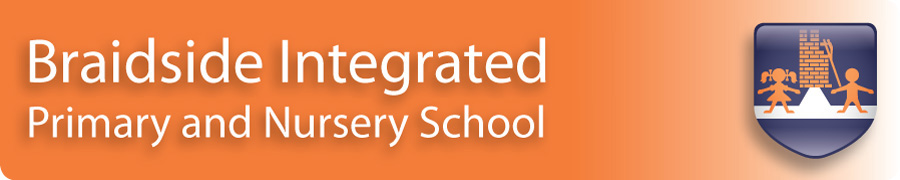 Braidside Integrated
Primary and Nursery School